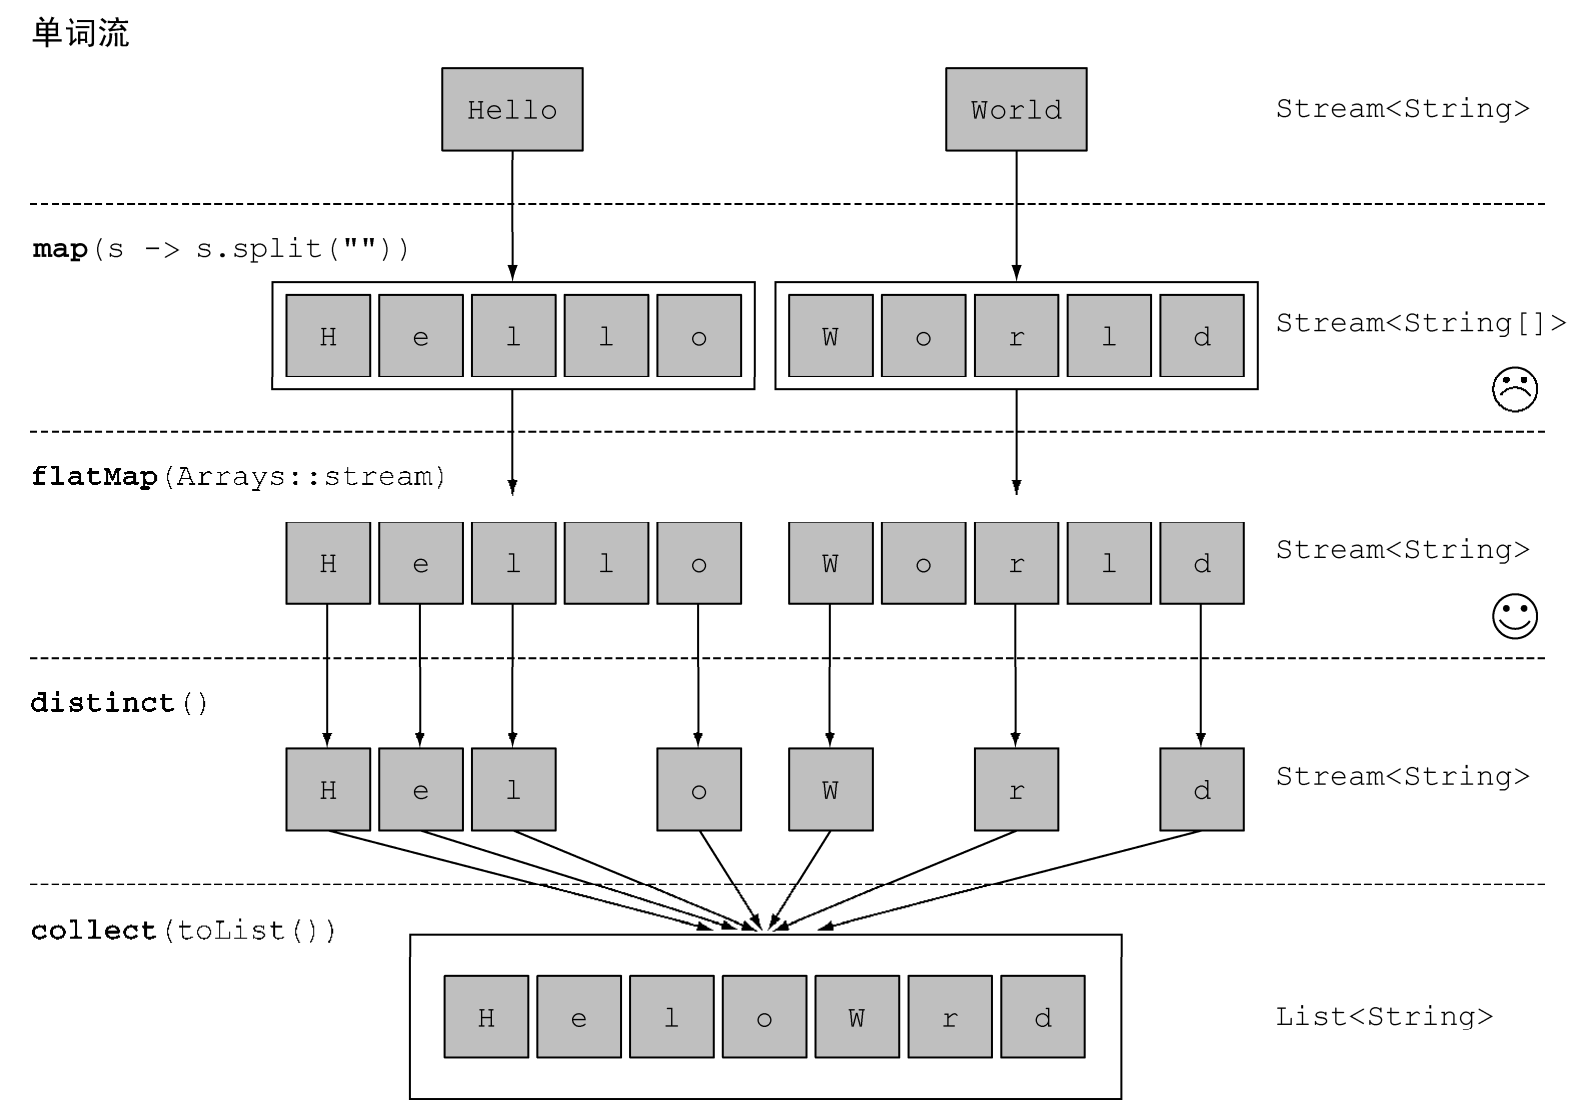 单词流
Hello World Stream<String>
map(s -> s.split(""))
H e l l o W o r l d Stream<String[]>
flatMap(Arrays::stream)
H e l l o W o r l d Stream<String>
distinct()
H e l o W r d Stream<String>
collect(toList())
H e l o W r d List<String>